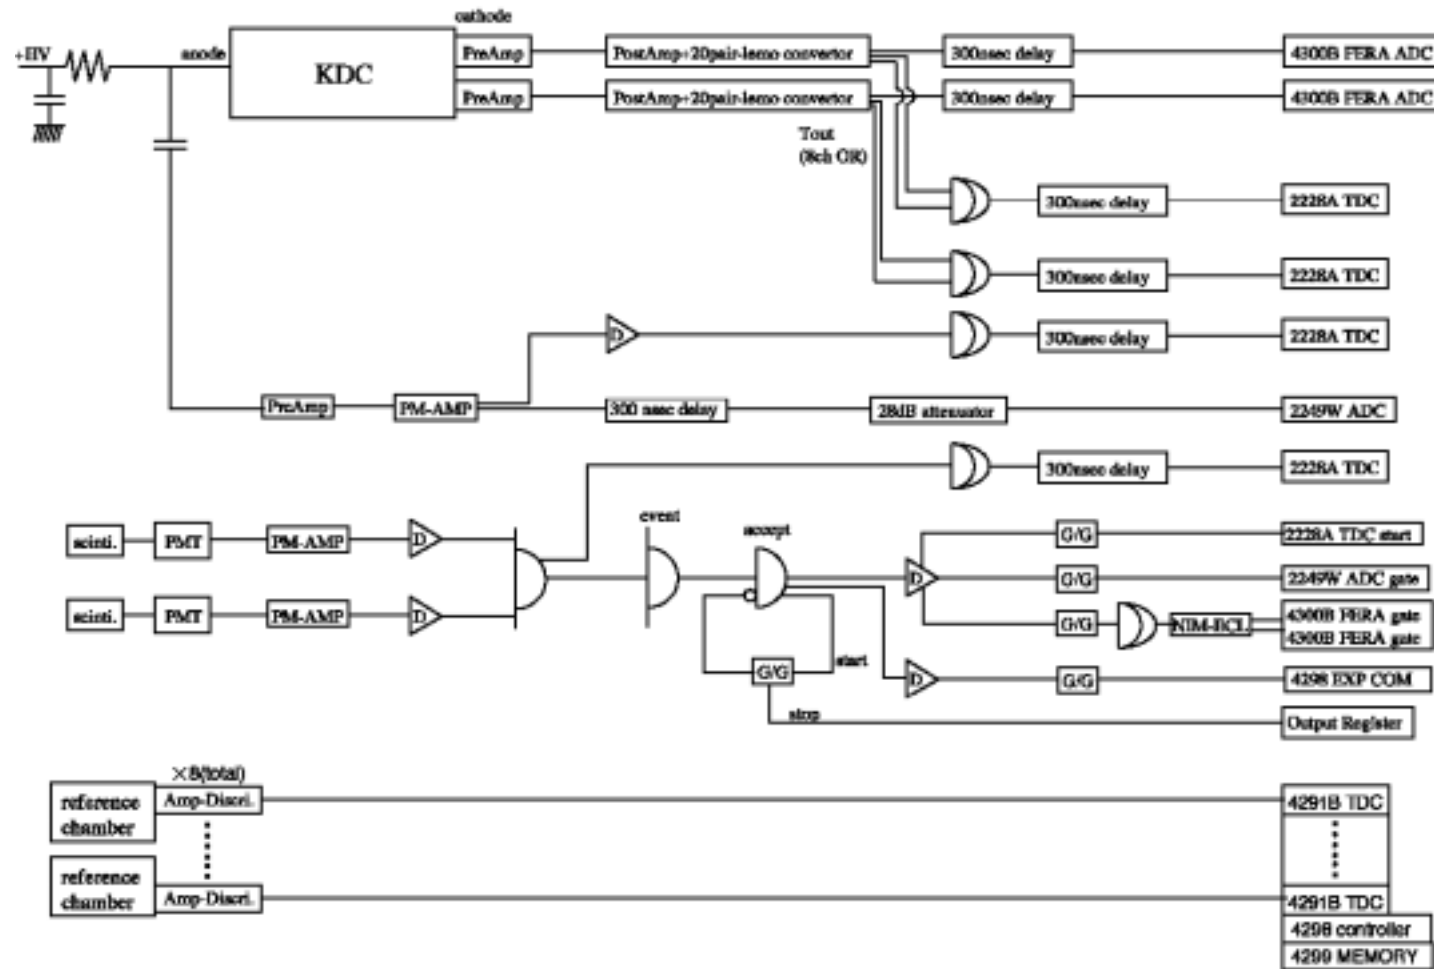 cathode
+HV
anode
KDC
PreAmp
PostAmp+20pair-lemo convertor
300nsec delay
4300B FERA ADC
PreAmp
PostAmp+20pair-lemo convertor
300nsec delay
4300B FERA ADC
Tout
(8ch OR)
300nsec delay
2228A TDC
300nsec delay
2228A TDC
D
300nsec delay
2228A TDC
PreAmp
PM-AMP
300 nsec delay
28dB attenuator
2249W ADC
300nsec delay
2228A TDC
event
accept
scinti.
PMT
PM-AMP
D
G/G
2228A TDC start
D
G/G
2249W ADC gate
scinti.
PMT
PM-AMP
D
G/G
NIM-ECL
4300B FERA gate
4300B FERA gate
start
G/G
D
G/G
4298 EXP COM
stop
Output Register
×8(total)
reference
chamber
Amp-Discri.
4291B TDC
reference
chamber
Amp-Discri.
4291B TDC
4298 controller
4299 MEMORY